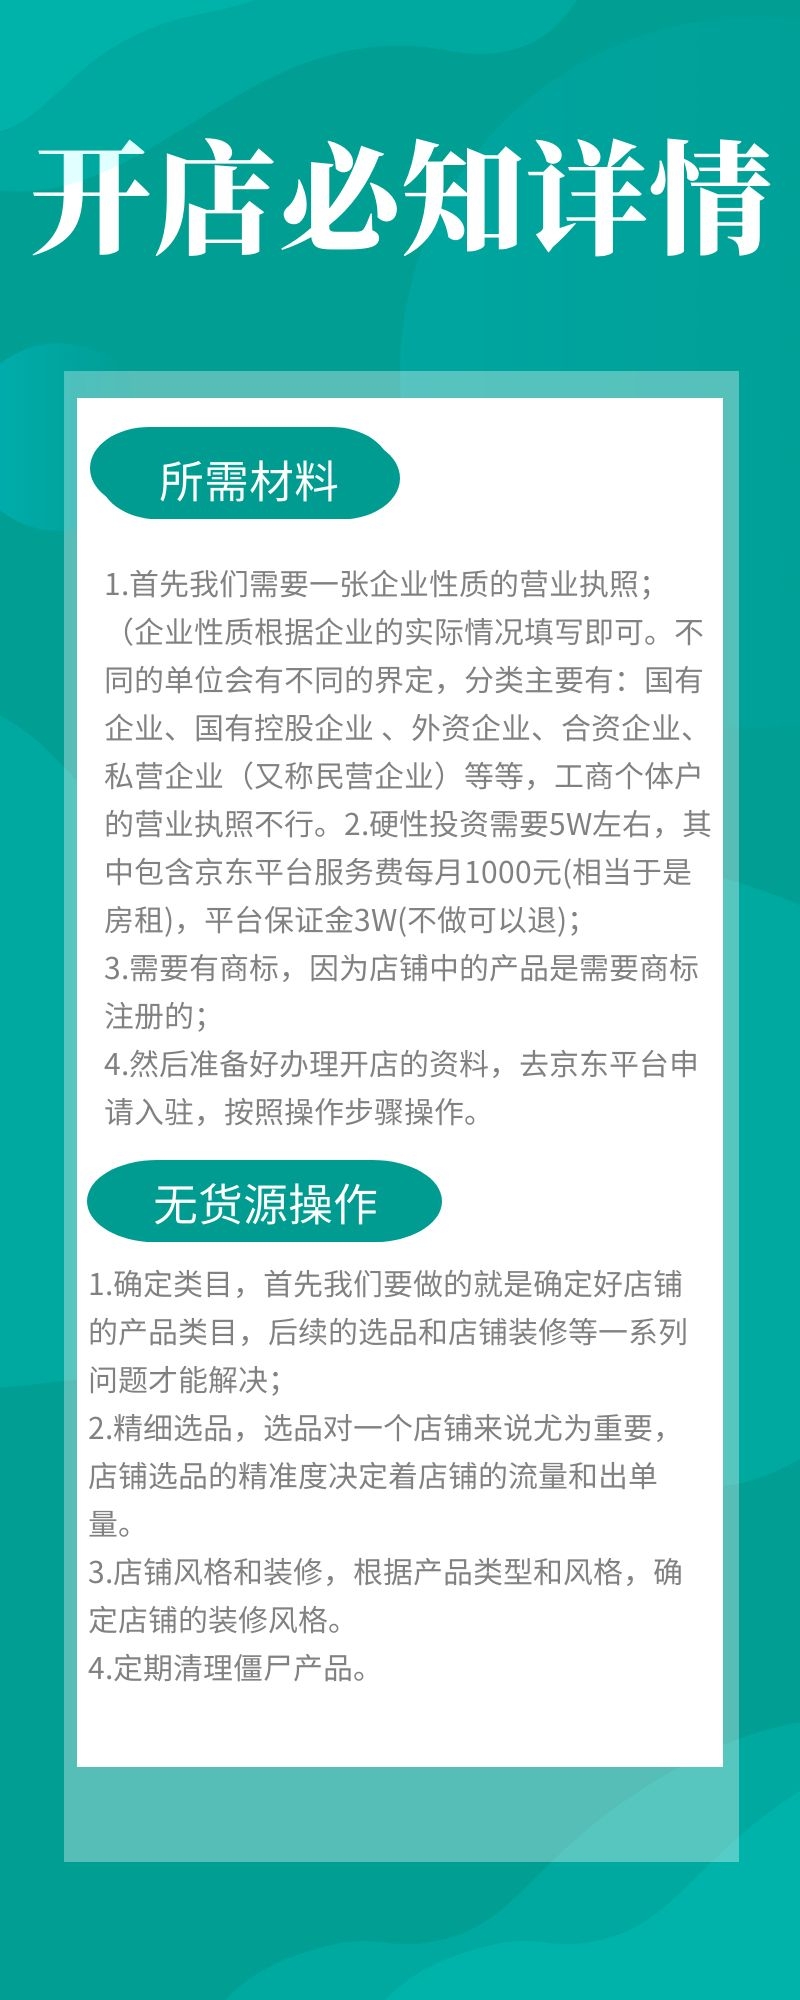 开店必知详情
所需材料
1.首先我们需要一张企业性质的营业执照；
（企业性质根据企业的实际情况填写即可。不
同的单位会有不同的界定，分类主要有：国有
企业、国有控股企业 、外资企业、合资企业、
私营企业（又称民营企业）等等，工商个体户
的营业执照不行。2.硬性投资需要5W左右，其
中包含京东平台服务费每月1000元(相当于是
房租)，平台保证金3W(不做可以退)；
3.需要有商标，因为店铺中的产品是需要商标
注册的；
4.然后准备好办理开店的资料，去京东平台申
请入驻，按照操作步骤操作。
无货源操作
1.确定类目，首先我们要做的就是确定好店铺
的产品类目，后续的选品和店铺装修等一系列
问题才能解决；
2.精细选品，选品对一个店铺来说尤为重要，
店铺选品的精准度决定着店铺的流量和出单
量。
3.店铺风格和装修，根据产品类型和风格，确
定店铺的装修风格。
4.定期清理僵尸产品。